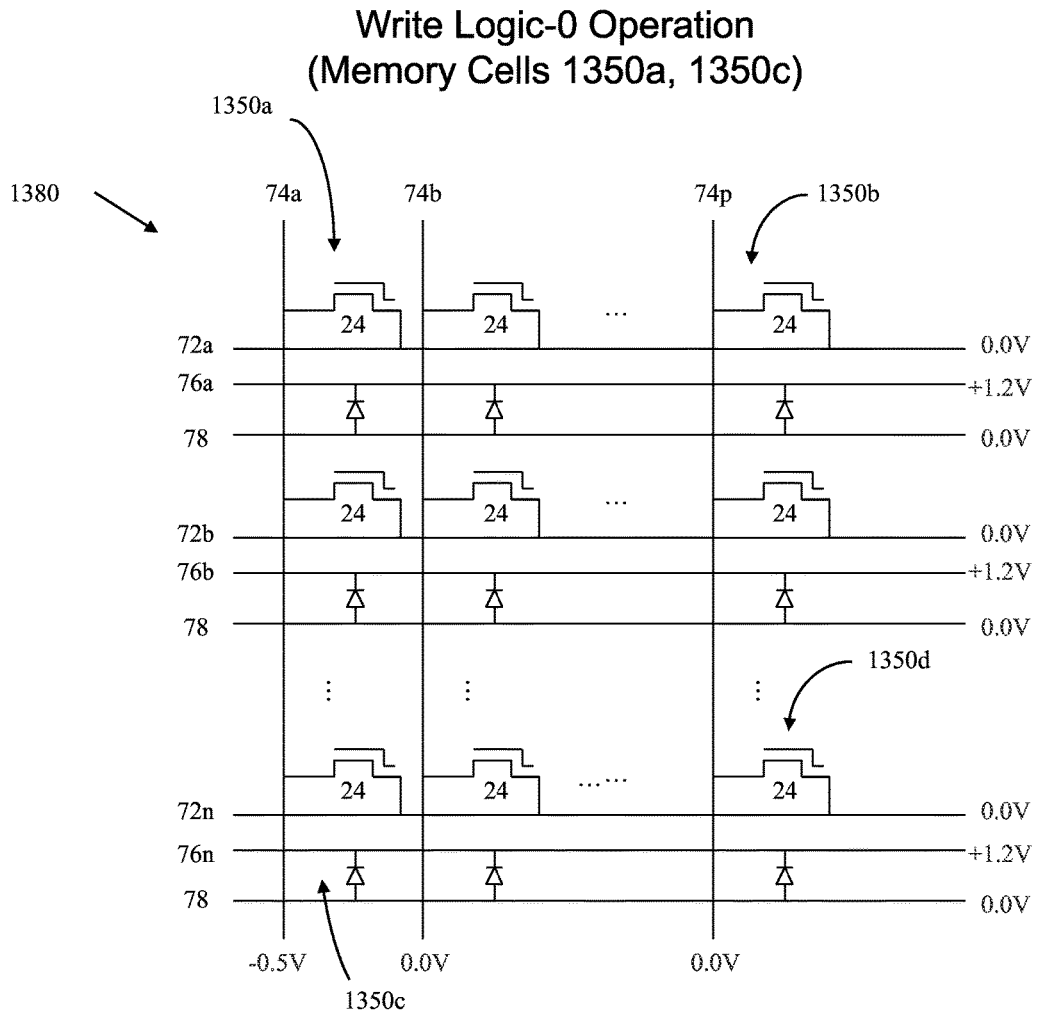 Write Logic-0 Operation
(Memory Cells 1350a, 1350c)
1350a
1380
74a 74b 74p 1350b
24 24 ... 24
72a 0.0V
76a +1.2V
78 0.0V
24 24 ... 24
72b 0.0V
76b +1.2V
78 0.0V
1350d
⋮ ⋮ ⋮
24 24 ...... 24
72n 0.0V
76n +1.2V
78 0.0V
-0.5V 0.0V 0.0V
1350c